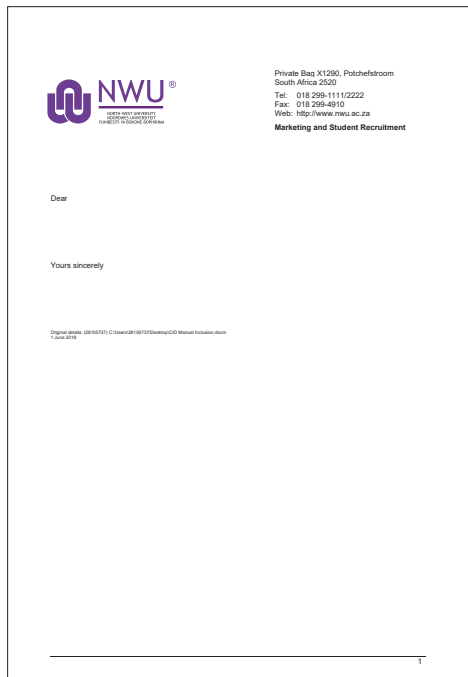 NWU®
NORTH-WEST UNIVERSITY
NOORDWES-UNIVERSITEIT
YUNIBESITI YA BOKONE-BOPHIRIMA
Private Bag X1290, Potchefstroom
South Africa 2520
Tel: 018 299-1111/2222
Fax: 018 299-4910
Web: http://www.nwu.ac.za
Marketing and Student Recruitment
Dear
Yours sincerely
Original details: (28105737) C:\Users\28105737\Desktop\CID Manual Inclusion.docm
1 June 2018
1